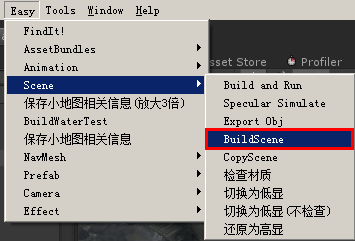 Easy Tools Window Help
FindIt!
AssetBundles
Animation
Scene
保存小地图相关信息(放大3倍)
BuildWaterTest
保存小地图相关信息
NavMesh
Prefab
Camera
Effect
sset Store Profiler
Build and Run
Specular Simulate
Export Obj
BuildScene
CopyScene
检查材质
切换为低显
切换为低显(不检查)
还原为高显